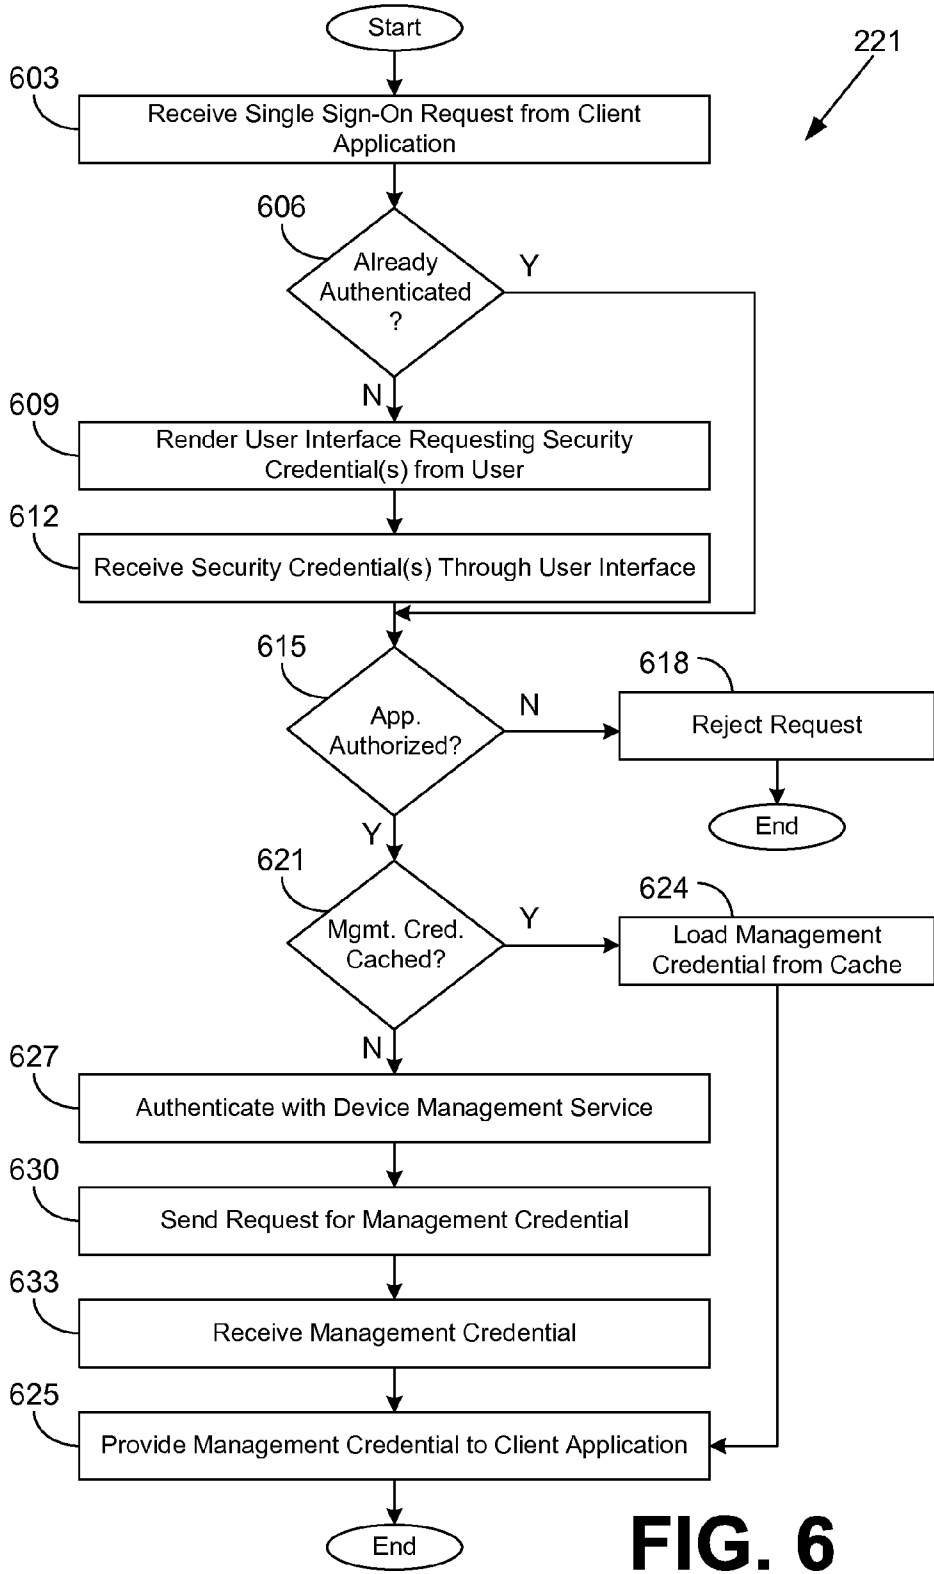 Start
221
603
Receive Single Sign-On Request from Client
Application
606
Already
Authenticated
?
Y
N
609
Render User Interface Requesting Security
Credential(s) from User
612
Receive Security Credential(s) Through User Interface
615
App.
Authorized?
N
618
Reject Request
End
Y
621
Mgmt. Cred.
Cached?
Y
624
Load Management
Credential from Cache
N
627
Authenticate with Device Management Service
630
Send Request for Management Credential
633
Receive Management Credential
625
Provide Management Credential to Client Application
End
FIG. 6